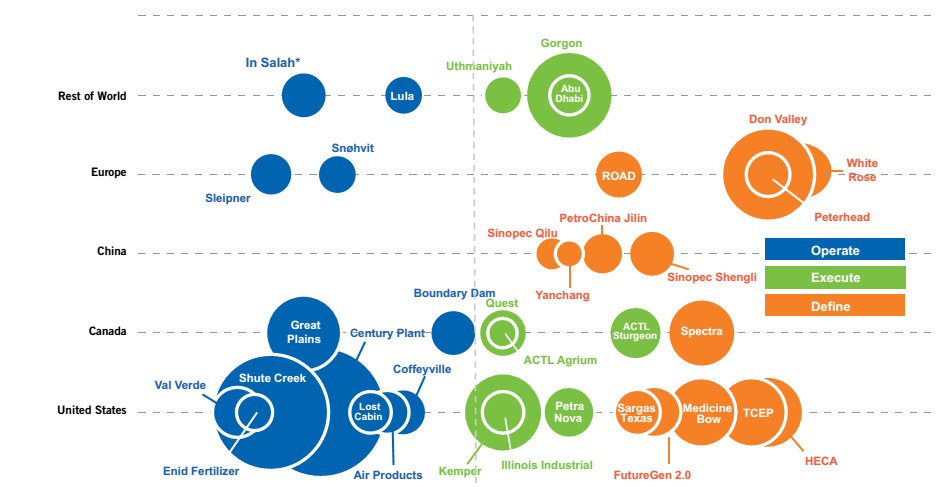 Gorgon
In Salah*
Uthmaniyah
Rest of World
Lula
Abu
Dhabi
Don Valley
Snøhvit
White
Rose
Europe
ROAD
Sleipner
Peterhead
PetroChina Jilin
Sinopec Qilu
China
Operate
Sinopec Shengli
Execute
Yanchang
Boundary Dam
Define
Quest
Great
Plains
Century Plant
Canada
ACTL
Sturgeon
Spectra
ACTL Agrium
Coffeyville
Val Verde
Shute Creek
United States
Lost
Cabin
Petra
Nova
Sargas
Texas
Medicine
Bow
TCEP
HECA
Enid Fertilizer
Air Products
Kemper
Illinois Industrial
FutureGen 2.0